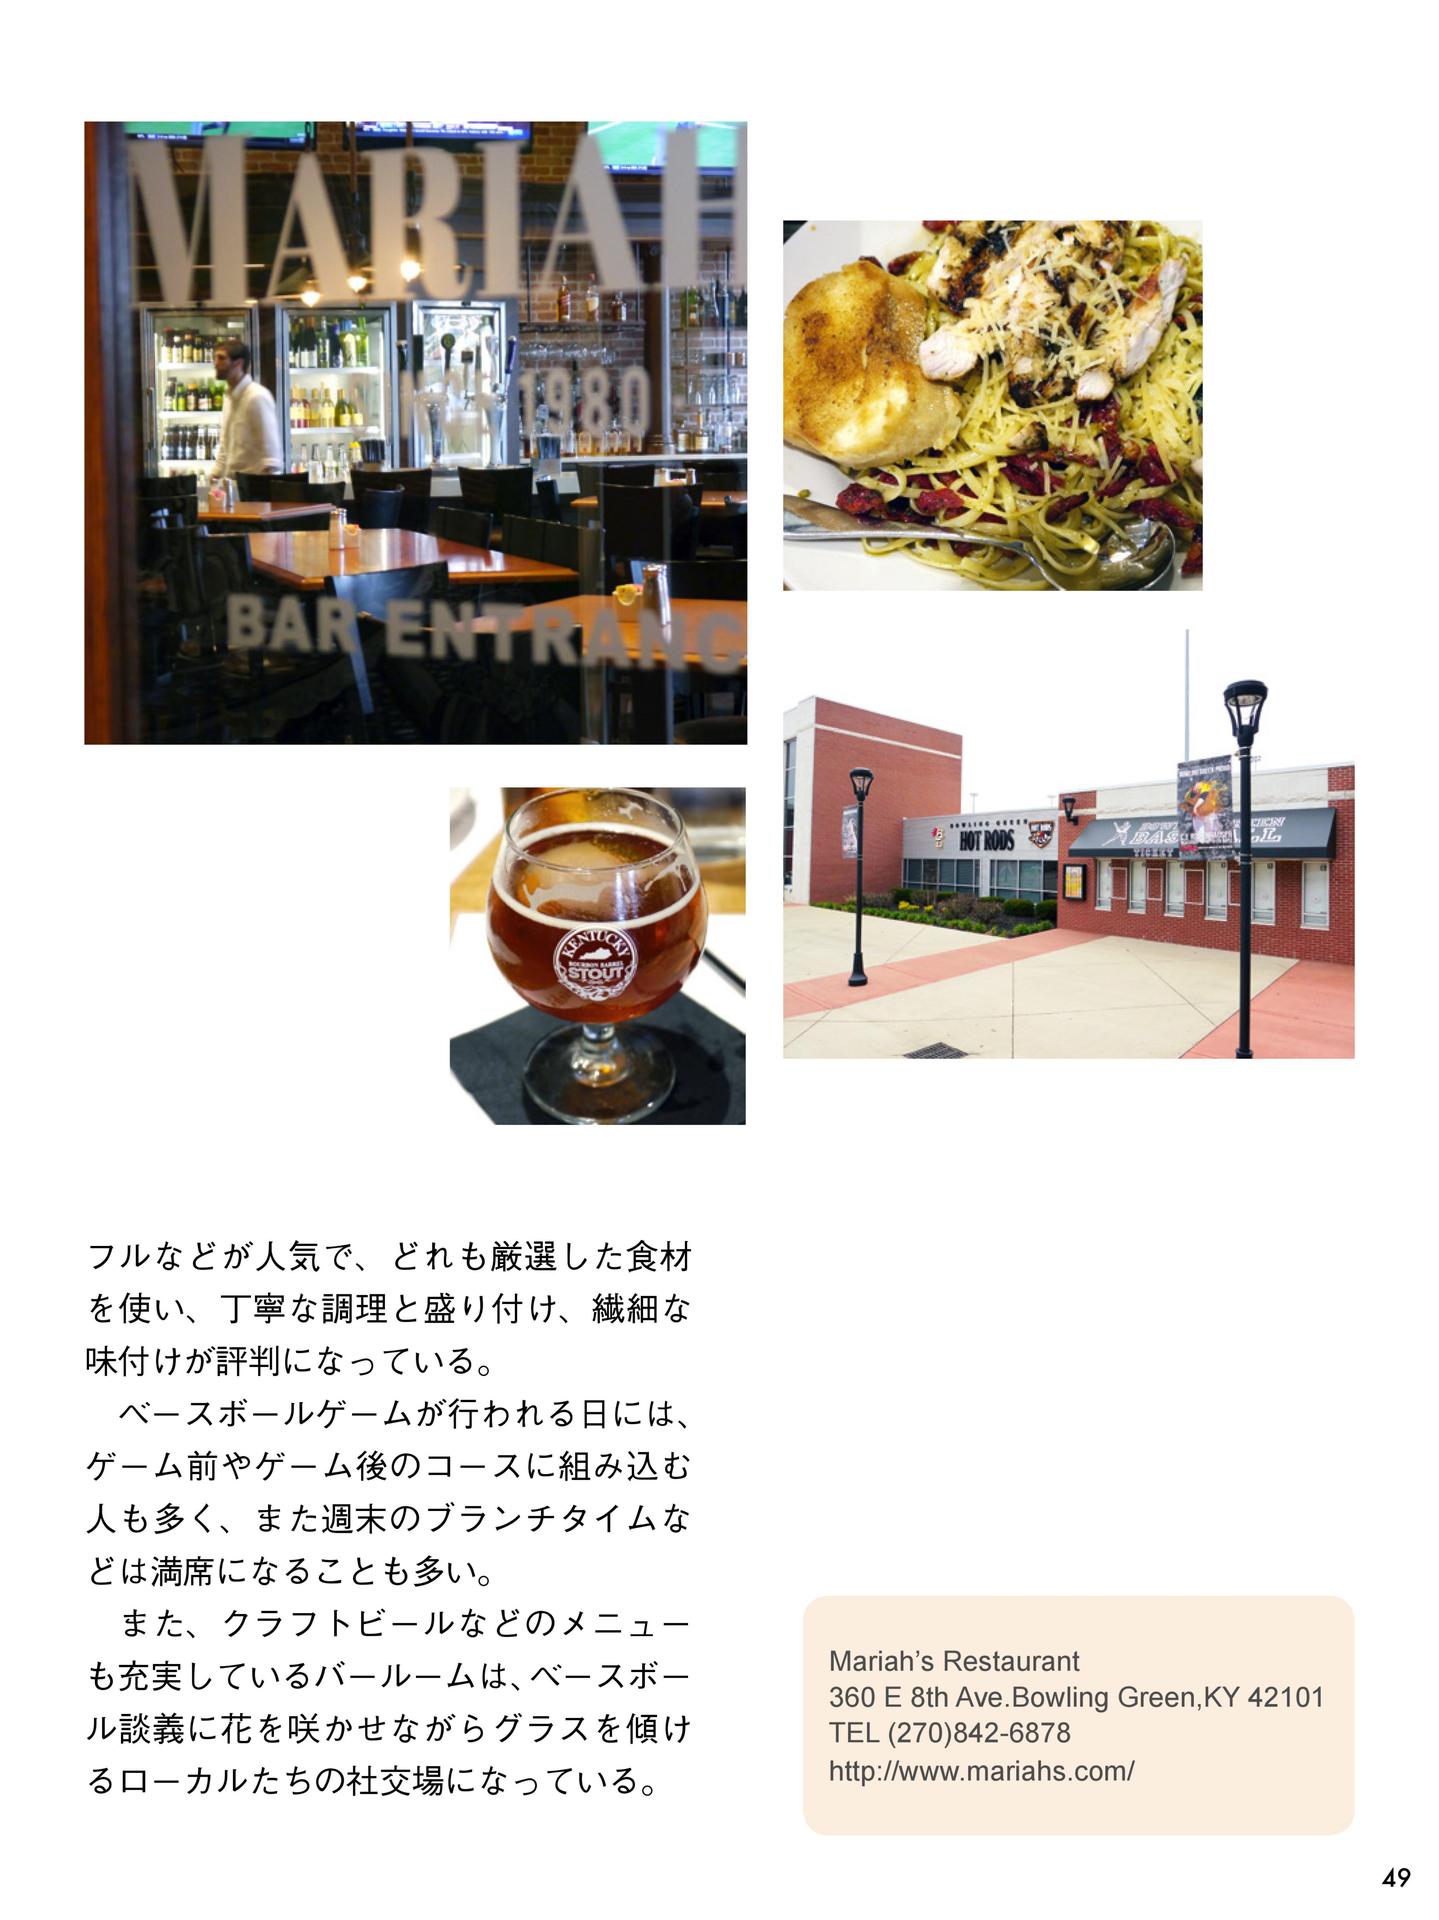 MARIAH
1980
BAR ENTRANC
KENTUCKY
BOURBON BARREL
STOUT
BOWLING GREEN
HOT RODS
TICKET
フルなどが人気で、どれも厳選した食材
を使い、丁寧な調理と盛り付け、繊細な
味付けが評判になっている。
　ベースボールゲームが行われる日には、
ゲーム前やゲーム後のコースに組み込む
人も多く、また週末のブランチタイムな
どは満席になることも多い。
　また、クラフトビールなどのメニュー
も充実しているバールームは、ベースボー
ル談義に花を咲かせながらグラスを傾け
るローカルたちの社交場になっている。
Mariah’s Restaurant
360 E 8th Ave.Bowling Green,KY 42101
TEL (270)842-6878
http://www.mariahs.com/
49